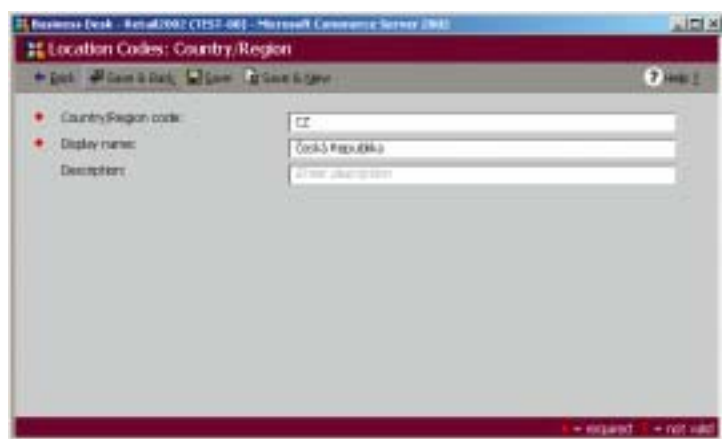 Business Desk - Retail2002 (TEST-00) - Microsoft Commerce Server 2002
Location Codes: Country/Region
Back Save & Back Save Save & New Help
Country/Region code: CZ
Display name: Česká Republika
Description: Enter description
= required = not valid